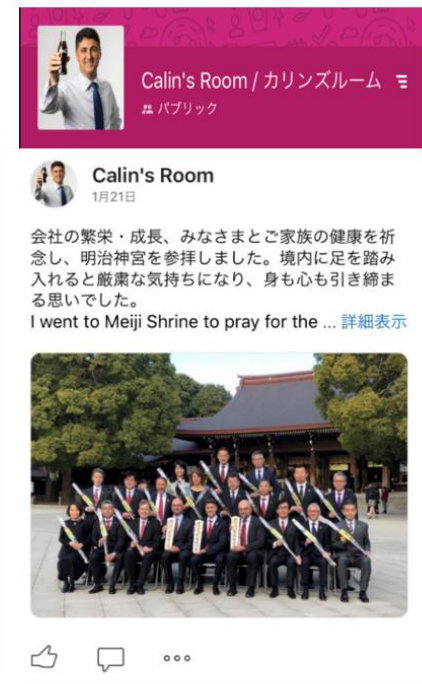 Calin's Room / カリンズルーム
パブリック
Calin's Room
1月21日
会社の繁栄・成長、みなさまとご家族の健康を祈
念し、明治神宮を参拝しました。境内に足を踏み
入れると厳粛な気持ちになり、身も心も引き締ま
る思いでした。
I went to Meiji Shrine to pray for the ... 詳細表示